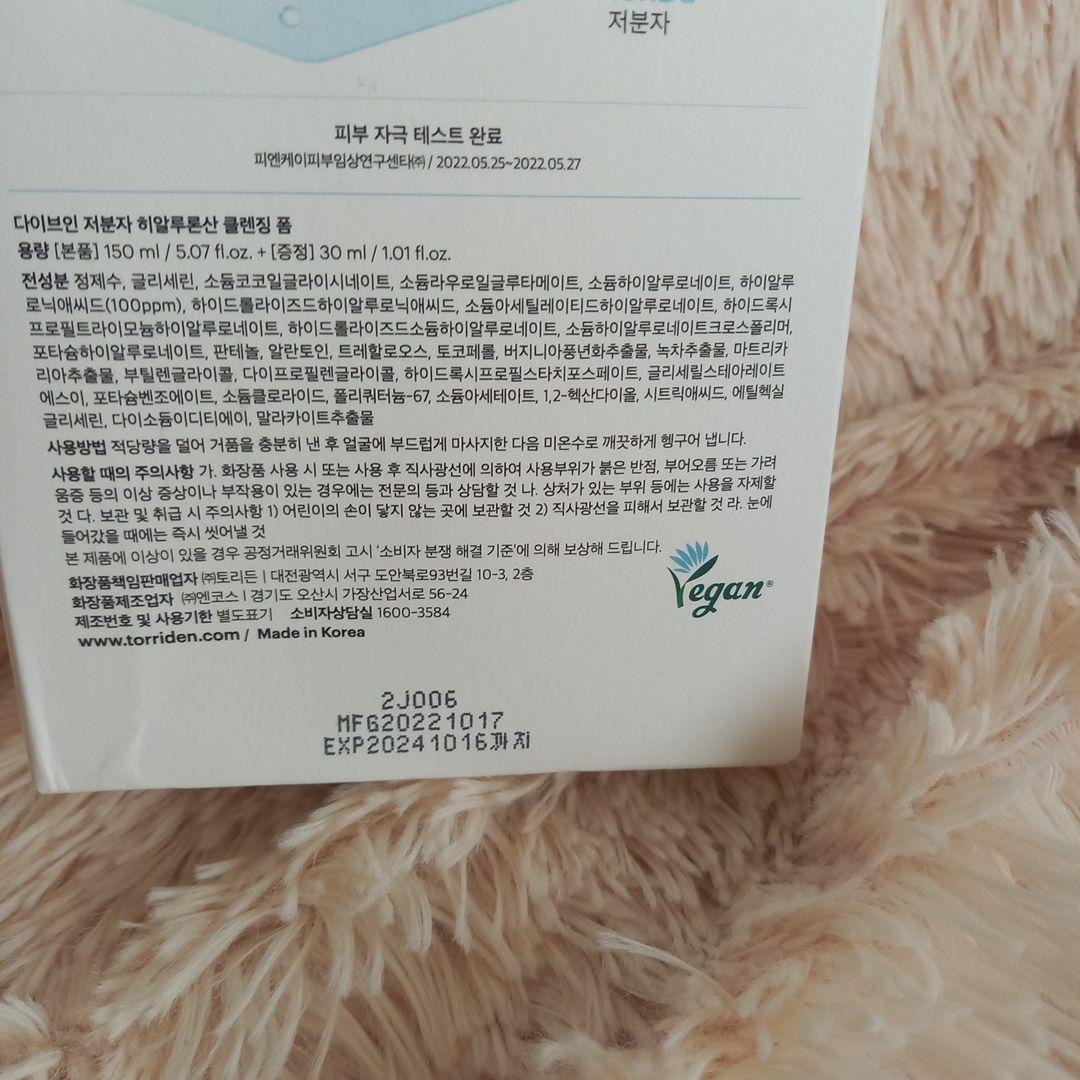 저분자
피부 자극 테스트 완료
피엔케이피부임상연구센타㈜ / 2022.05.25~2022.05.27
다이브인 저분자 히알루론산 클렌징 폼
용량 [본품] 150 ml / 5.07 fl.oz. + [증정] 30 ml / 1.01 fl.oz.
전성분 정제수, 글리세린, 소듐코코일글라이시네이트, 소듐라우로일글루타메이트, 소듐하이알루로네이트, 하이알루
로닉애씨드(100ppm), 하이드롤라이즈드하이알루로닉애씨드, 소듐아세틸레이티드하이알루로네이트, 하이드록시
프로필트라이모늄하이알루로네이트, 하이드롤라이즈드소듐하이알루로네이트, 소듐하이알루로네이트크로스폴리머,
포타슘하이알루로네이트, 판테놀, 알란토인, 트레할로오스, 토코페롤, 버지니아풍년화추출물, 녹차추출물, 마트리카
리아추출물, 부틸렌글라이콜, 다이프로필렌글라이콜, 하이드록시프로필스타치포스페이트, 글리세릴스테아레이트
에스이, 포타슘벤조에이트, 소듐클로라이드, 폴리쿼터늄-67, 소듐아세테이트, 1,2-헥산다이올, 시트릭애씨드, 에틸헥실
글리세린, 다이소듐이디티에이, 말라카이트추출물
사용방법 적당량을 덜어 거품을 충분히 낸 후 얼굴에 부드럽게 마사지한 다음 미온수로 깨끗하게 헹구어 냅니다.
사용할 때의 주의사항 가. 화장품 사용 시 또는 사용 후 직사광선에 의하여 사용부위가 붉은 반점, 부어오름 또는 가려
움증 등의 이상 증상이나 부작용이 있는 경우에는 전문의 등과 상담할 것 나. 상처가 있는 부위 등에는 사용을 자제할
것 다. 보관 및 취급 시 주의사항 1) 어린이의 손이 닿지 않는 곳에 보관할 것 2) 직사광선을 피해서 보관할 것 라. 눈에
들어갔을 때에는 즉시 씻어낼 것
본 제품에 이상이 있을 경우 공정거래위원회 고시 '소비자 분쟁 해결 기준'에 의해 보상해 드립니다.
화장품책임판매업자 ㈜토리든 | 대전광역시 서구 도안북로93번길 10-3, 2층
화장품제조업자 ㈜엔코스 | 경기도 오산시 가장산업서로 56-24
제조번호 및 사용기한 별도표기 소비자상담실 1600-3584
www.torriden.com / Made in Korea
Vegan®
2J006
MFG20221017
EXP20241016까지